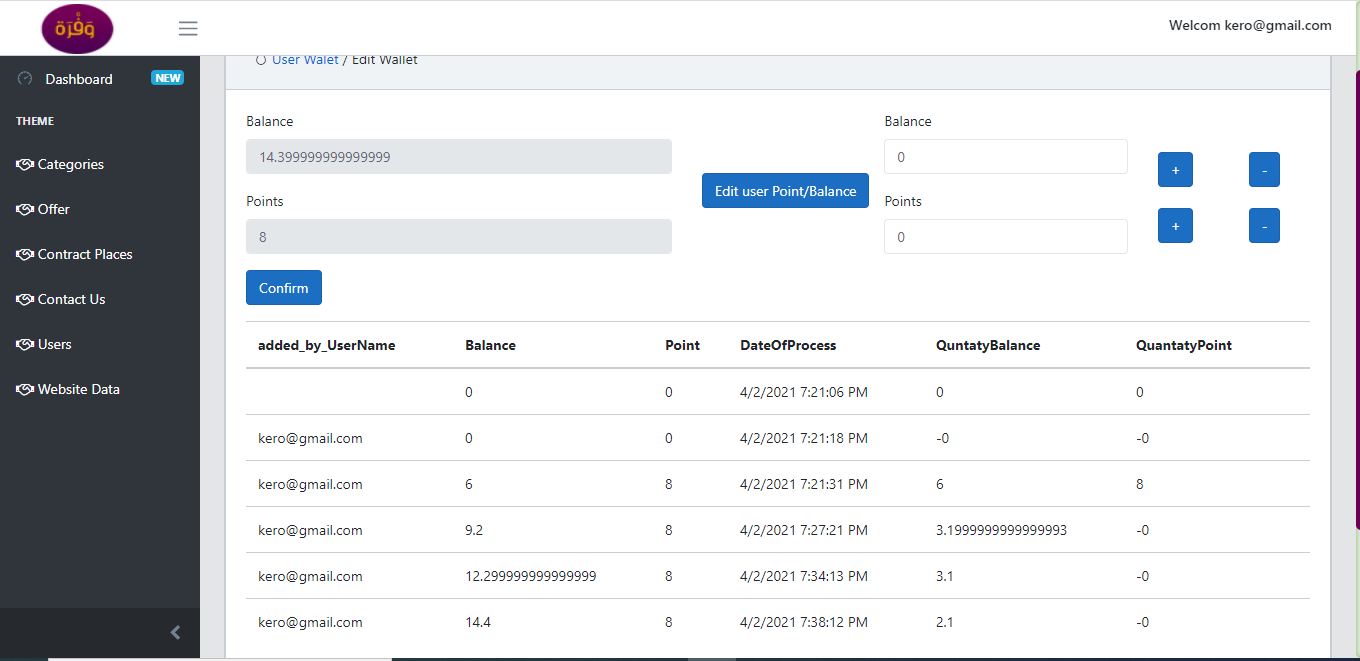 وَفْرَة
Welcom kero@gmail.com
Dashboard NEW
THEME
Categories
Offer
Contract Places
Contact Us
Users
Website Data
User Walet / Edit Wallet
Balance
14.399999999999999
Points
8
Edit user Point/Balance
Balance
0
+ -
Points
0
+ -
Confirm
added_by_UserName Balance Point DateOfProcess QuntatyBalance QuantatyPoint
0 0 4/2/2021 7:21:06 PM 0 0
kero@gmail.com 0 0 4/2/2021 7:21:18 PM -0 -0
kero@gmail.com 6 8 4/2/2021 7:21:31 PM 6 8
kero@gmail.com 9.2 8 4/2/2021 7:27:21 PM 3.1999999999999993 -0
kero@gmail.com 12.299999999999999 8 4/2/2021 7:34:13 PM 3.1 -0
kero@gmail.com 14.4 8 4/2/2021 7:38:12 PM 2.1 -0